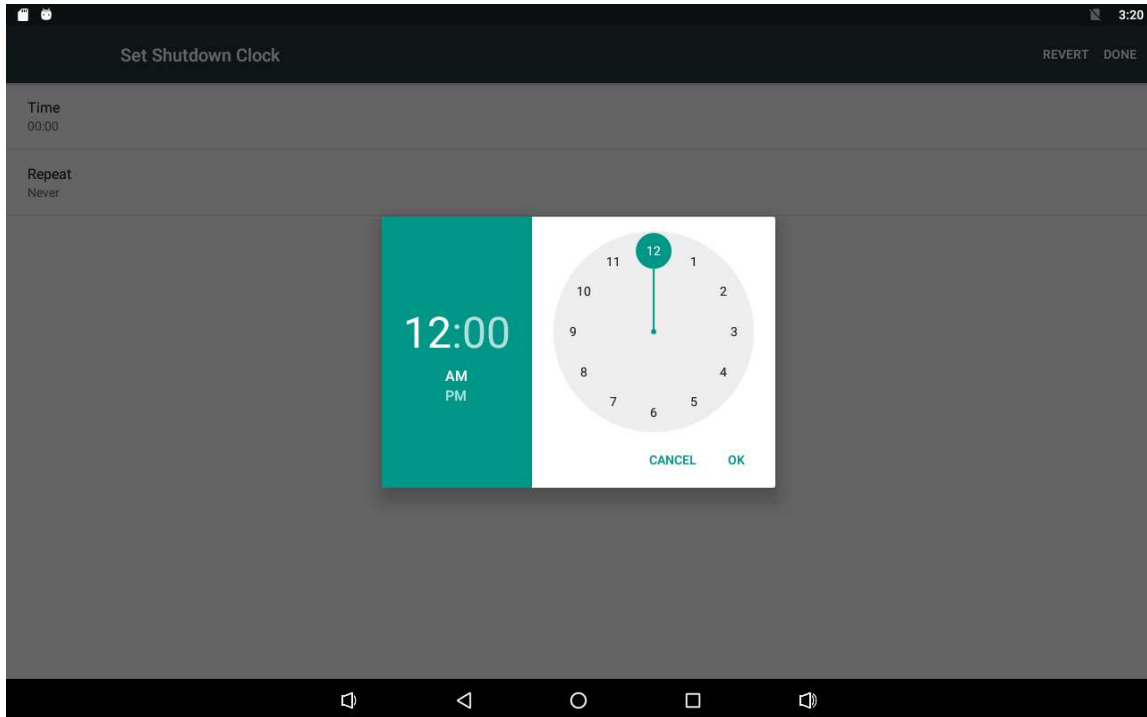 3:20
Set Shutdown Clock
REVERT DONE
Time
00:00
Repeat
Never
12:00
AM
PM
12
1
2
3
4
5
6
7
8
9
10
11
CANCEL OK